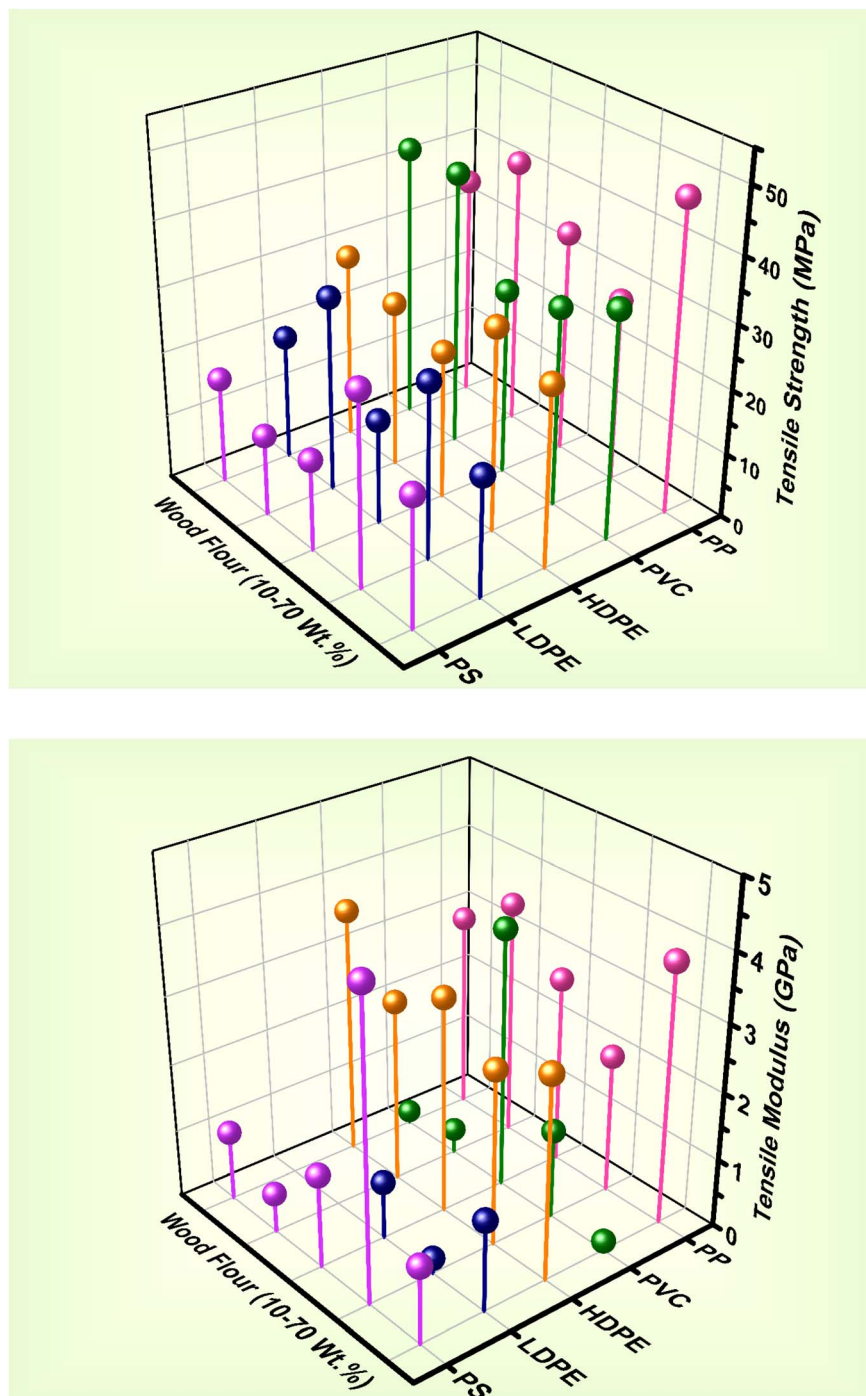 50
40
30
20
10
0
Tensile Strength (MPa)
Wood Flour (10-70 Wt.%)
PS
LDPE
HDPE
PVC
PP
5
4
3
2
1
0
Tensile Modulus (GPa)
Wood Flour (10-70 Wt.%)
PS
LDPE
HDPE
PVC
PP